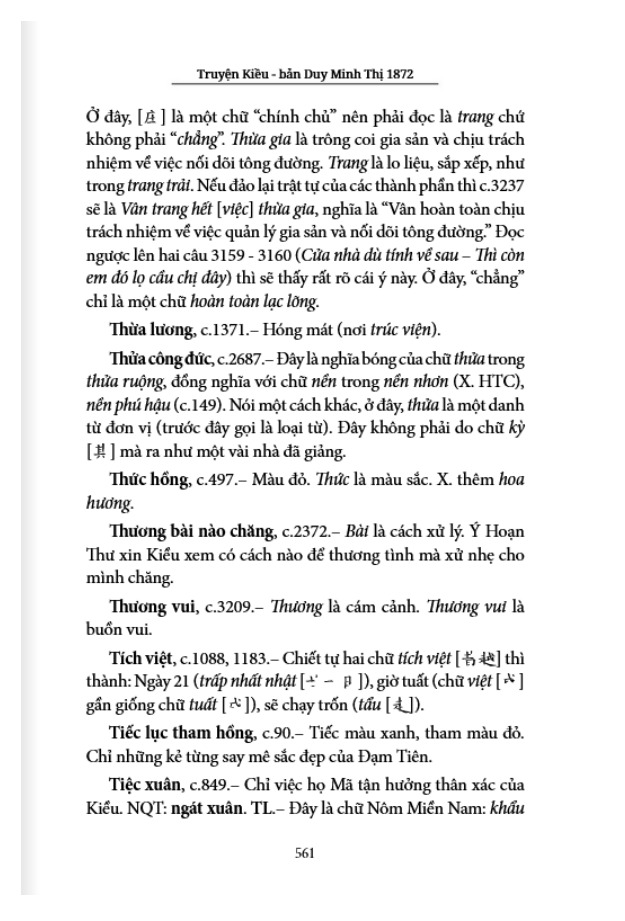 Truyện Kiều - bản Duy Minh Thị 1872
Ở đây, [庄] là một chữ “chính chủ” nên phải đọc là trang chứ
không phải “chẳng”. Thừa gia là trông coi gia sản và chịu trách
nhiệm về việc nối dõi tông đường. Trang là lo liệu, sắp xếp, như
trong trang trải. Nếu đảo lại trật tự của các thành phần thì c.3237
sẽ là Vân trang hết [việc] thừa gia, nghĩa là “Vân hoàn toàn chịu
trách nhiệm về việc quản lý gia sản và nối dõi tông đường.” Đọc
ngược lên hai câu 3159 - 3160 (Cửa nhà dù tính về sau – Thì còn
em đó lọ cầu chị đây) thì sẽ thấy rất rõ cái ý này. Ở đây, “chẳng”
chỉ là một chữ hoàn toàn lạc lõng.
Thừa lương, c.1371.– Hóng mát (nơi trúc viện).
Thửa công đức, c.2687.– Đây là nghĩa bóng của chữ thửa trong
thửa ruộng, đồng nghĩa với chữ nền trong nền nhơn (X. HTC),
nền phú hậu (c.149). Nói một cách khác, ở đây, thửa là một danh
từ đơn vị (trước đây gọi là loại từ). Đây không phải do chữ kỳ
[其] mà ra như một vài nhà đã giảng.
Thức hồng, c.497.– Màu đỏ. Thức là màu sắc. X. thêm hoa
hương.
Thương bài nào chăng, c.2372.– Bài là cách xử lý. Ý Hoạn
Thư xin Kiều xem có cách nào để thương tình mà xử nhẹ cho
mình chăng.
Thương vui, c.3209.– Thương là cám cảnh. Thương vui là
buồn vui.
Tích việt, c.1088, 1183.– Chiết tự hai chữ tích việt [昔越] thì
thành: Ngày 21 (trấp nhất nhật [ 一 卩 ]), giờ tuất (chữ việt [ ]
gần giống chữ tuất [ ]), sẽ chạy trốn (tẩu [走]).
Tiếc lục tham hồng, c.90.– Tiếc màu xanh, tham màu đỏ.
Chỉ những kẻ từng say mê sắc đẹp của Đạm Tiên.
Tiệc xuân, c.849.– Chỉ việc họ Mã tận hưởng thân xác của
Kiều. NQT: ngát xuân. TL.– Đây là chữ Nôm Miền Nam: khẩu
561